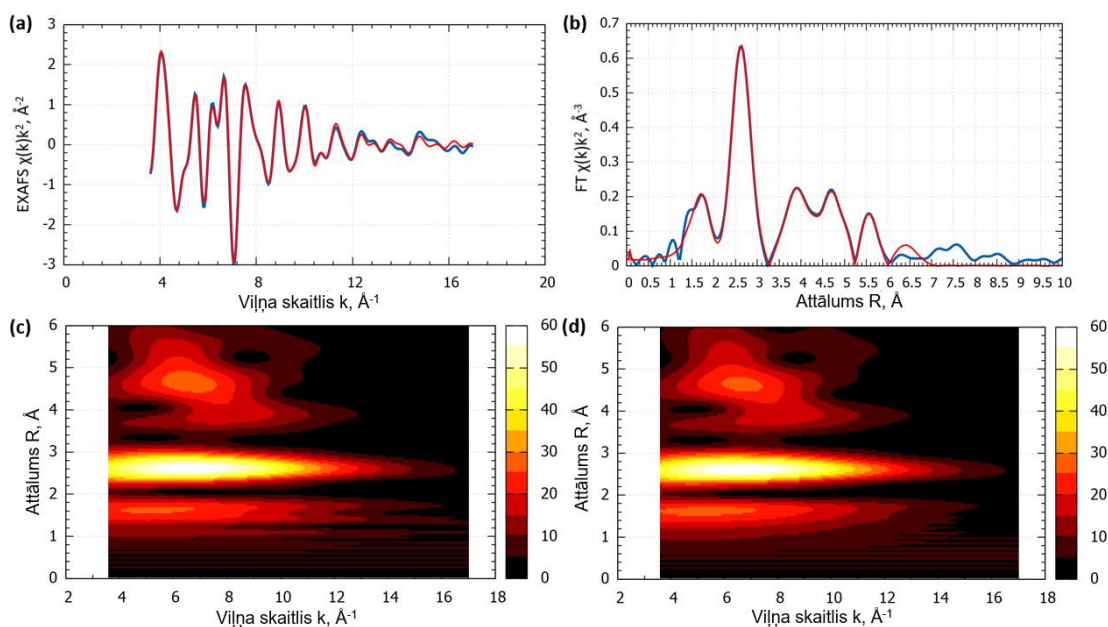 (a)
3
2
1
0
-1
-2
-3
EXAFS χ(k)k², Å⁻²
0 4 8 12 16 20
Viļņa skaitlis k, Å⁻¹
(b)
0.7
0.6
0.5
0.4
0.3
0.2
0.1
0
FT χ(k)k², Å⁻³
0 0.5 1 1.5 2 2.5 3 3.5 4 4.5 5 5.5 6 6.5 7 7.5 8 8.5 9 9.5 10
Attālums R, Å
(c)
6
5
4
3
2
1
0
Attālums R, Å
2 4 6 8 10 12 14 16 18
Viļņa skaitlis k, Å⁻¹
60
50
40
30
20
10
0
(d)
6
5
4
3
2
1
0
Attālums R, Å
2 4 6 8 10 12 14 16 18
Viļņa skaitlis k, Å⁻¹
60
50
40
30
20
10
0